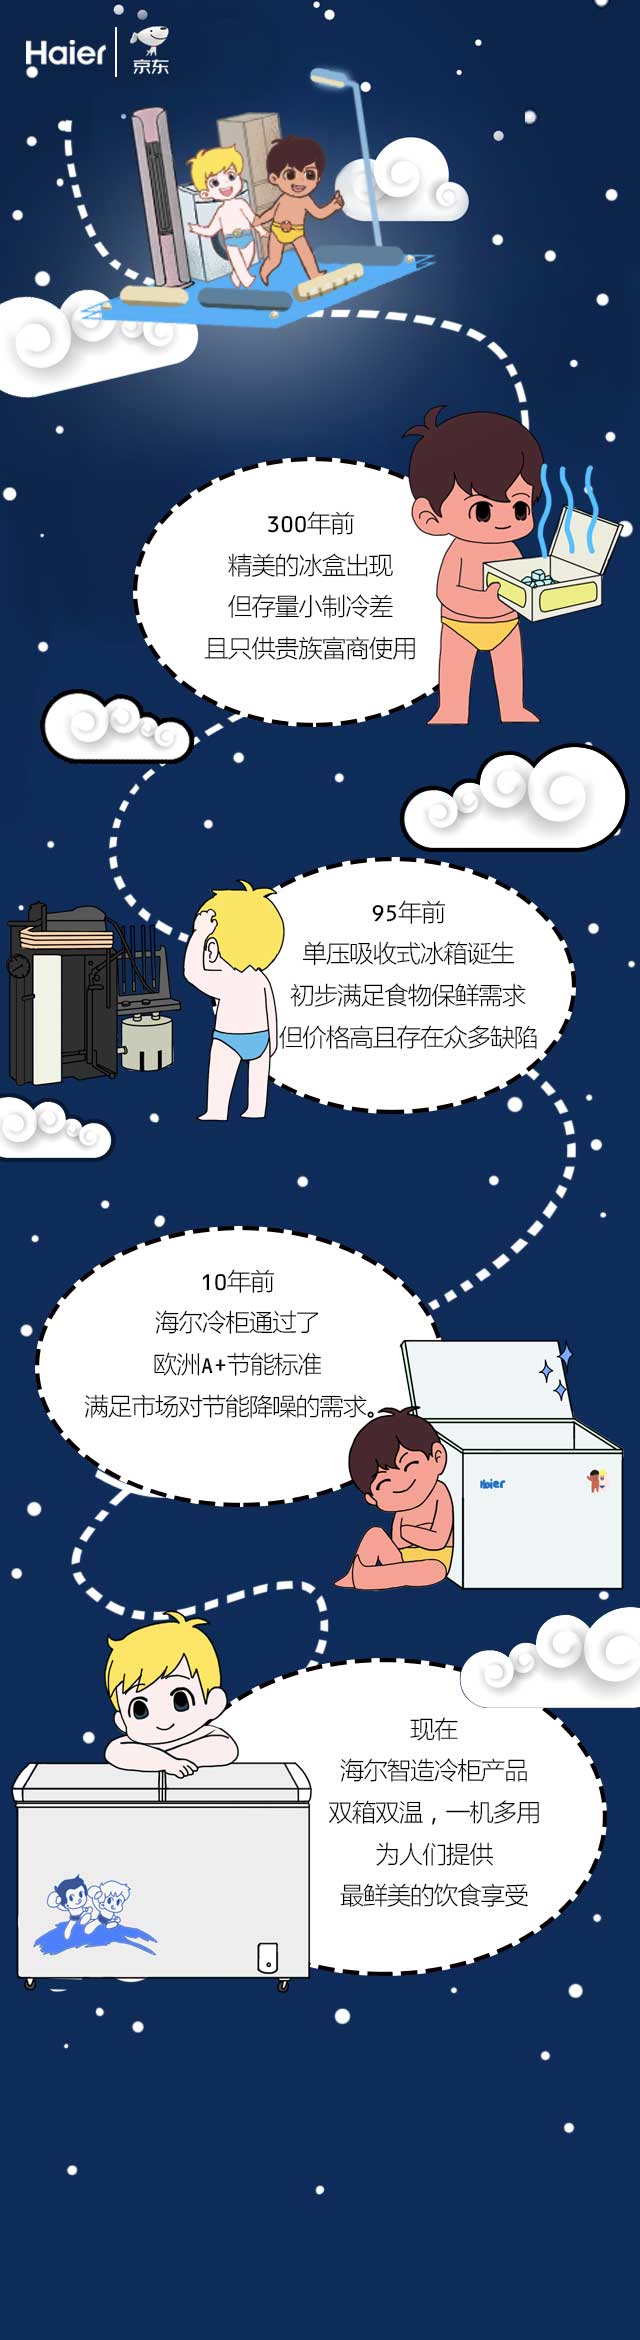 Haier
京东
300年前
精美的冰盒出现
但存量小制冷差
且只供贵族富商使用
95年前
单压吸收式冰箱诞生
初步满足食物保鲜需求
但价格高且存在众多缺陷
10年前
海尔冷柜通过了
欧洲A+节能标准
满足市场对节能降噪的需求。
Haier
现在
海尔智造冷柜产品
双箱双温，一机多用
为人们提供
最鲜美的饮食享受